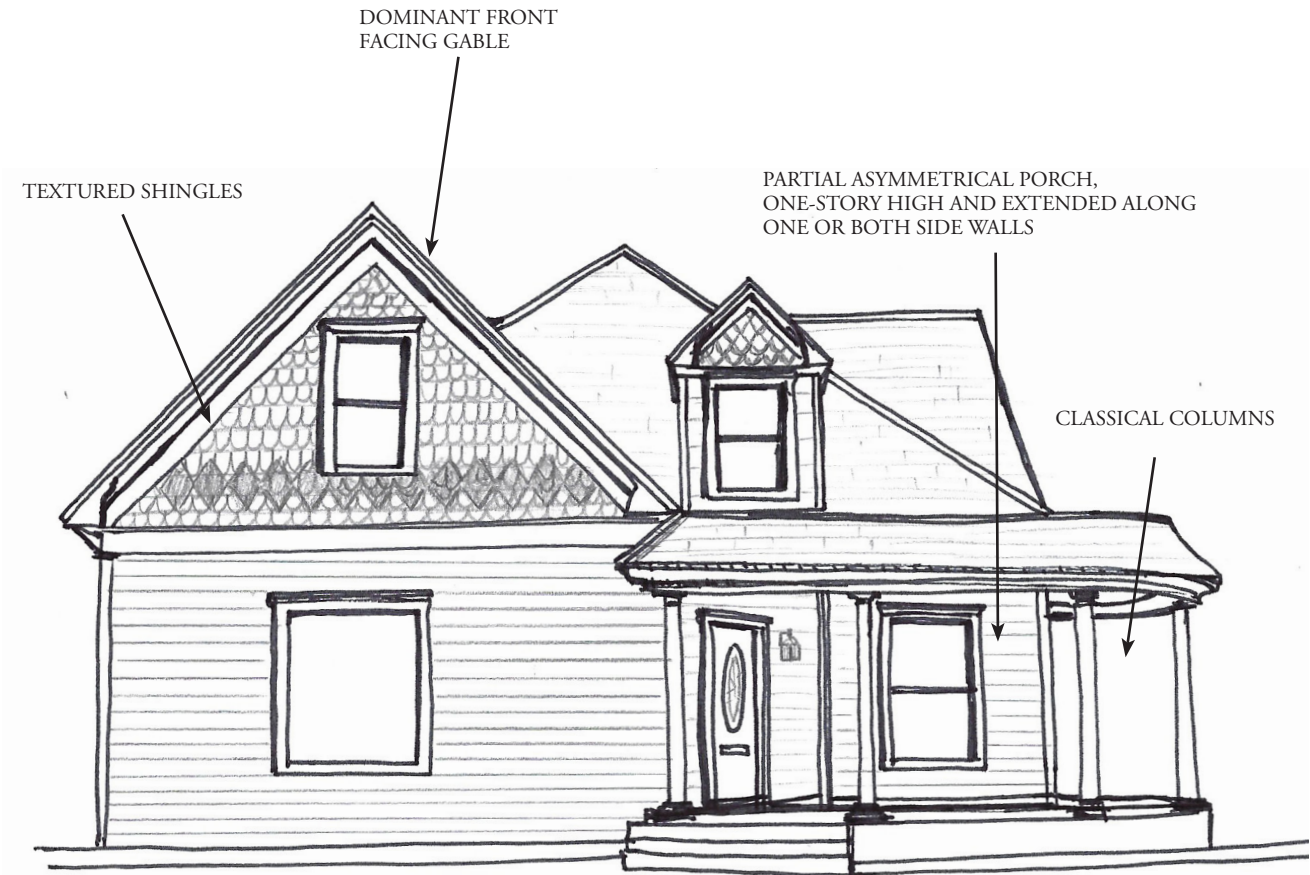 DOMINANT FRONT
FACING GABLE
TEXTURED SHINGLES
PARTIAL ASYMMETRICAL PORCH,
ONE-STORY HIGH AND EXTENDED ALONG
ONE OR BOTH SIDE WALLS
CLASSICAL COLUMNS